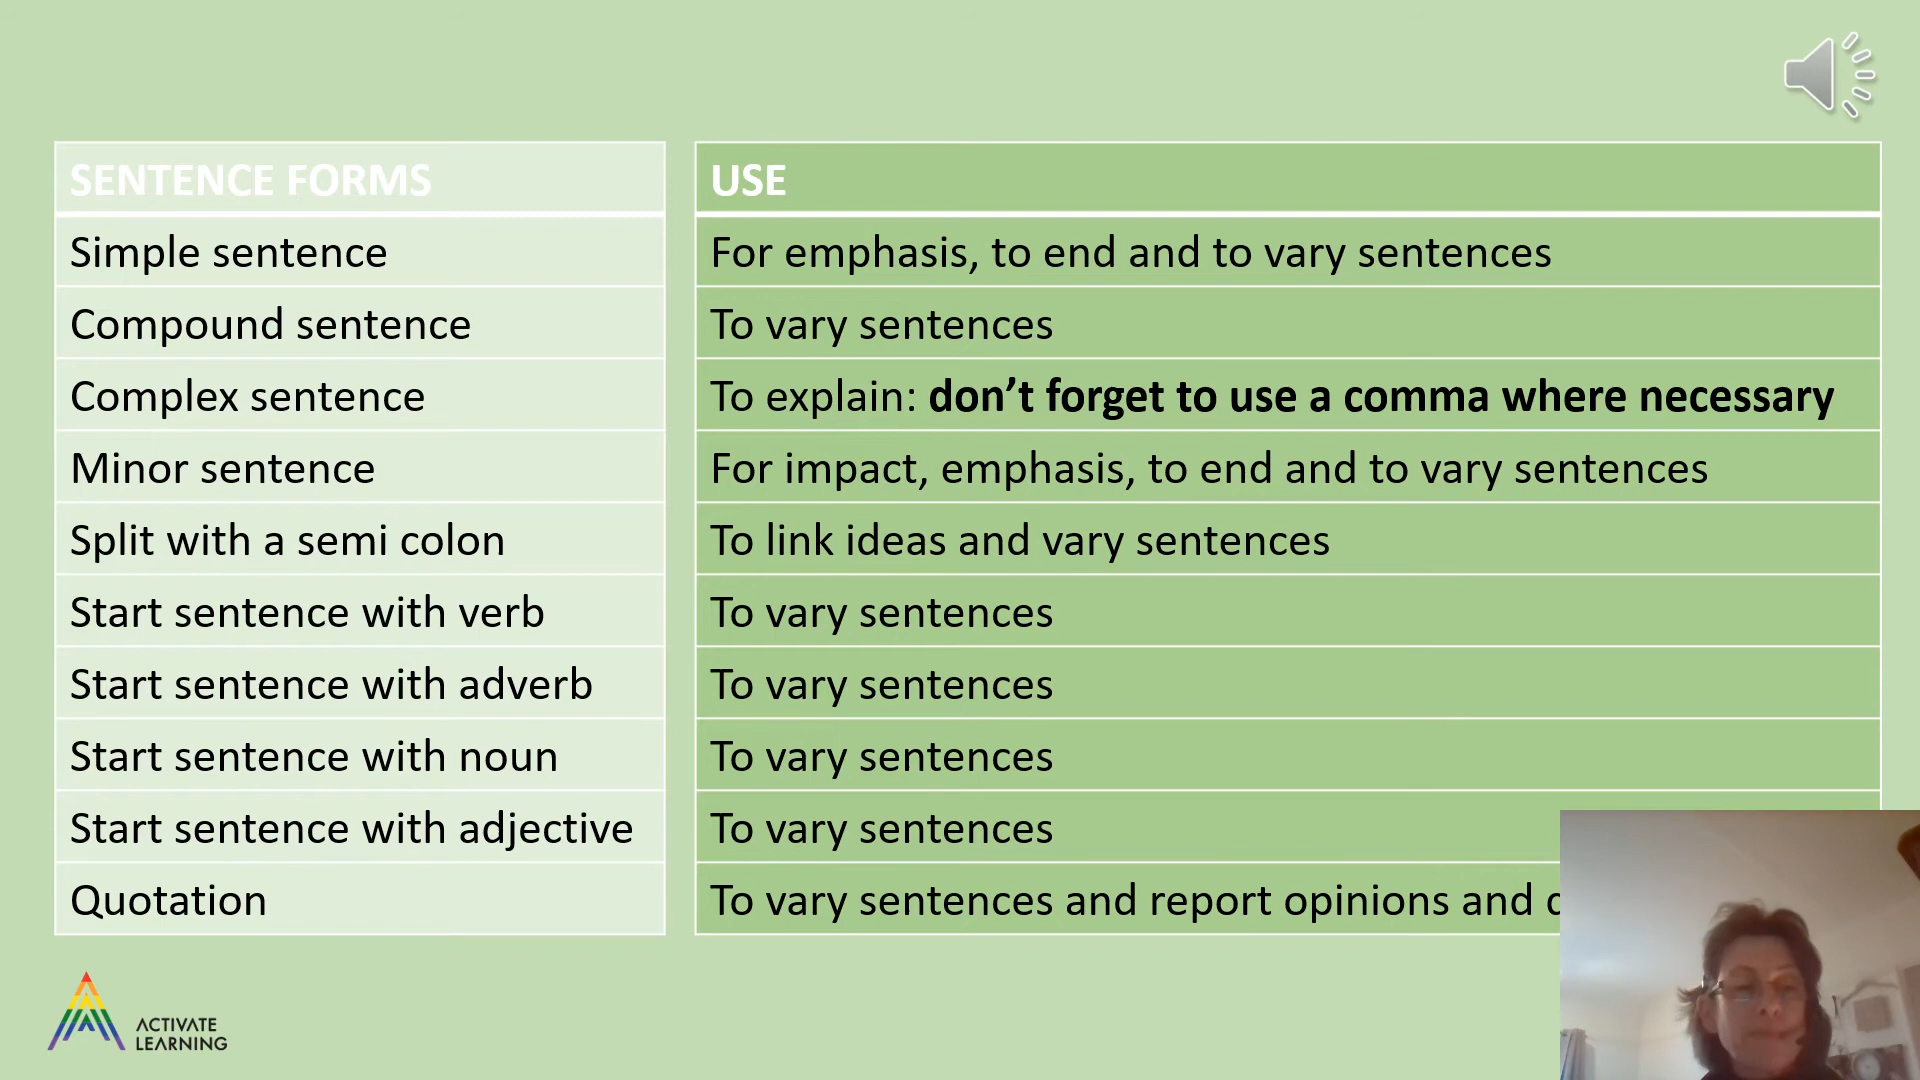 SENTENCE FORMS
USE
Simple sentence
For emphasis, to end and to vary sentences
Compound sentence
To vary sentences
Complex sentence
To explain: don’t forget to use a comma where necessary
Minor sentence
For impact, emphasis, to end and to vary sentences
Split with a semi colon
To link ideas and vary sentences
Start sentence with verb
To vary sentences
Start sentence with adverb
To vary sentences
Start sentence with noun
To vary sentences
Start sentence with adjective
To vary sentences
Quotation
To vary sentences and report opinions and
ACTIVATE
LEARNING